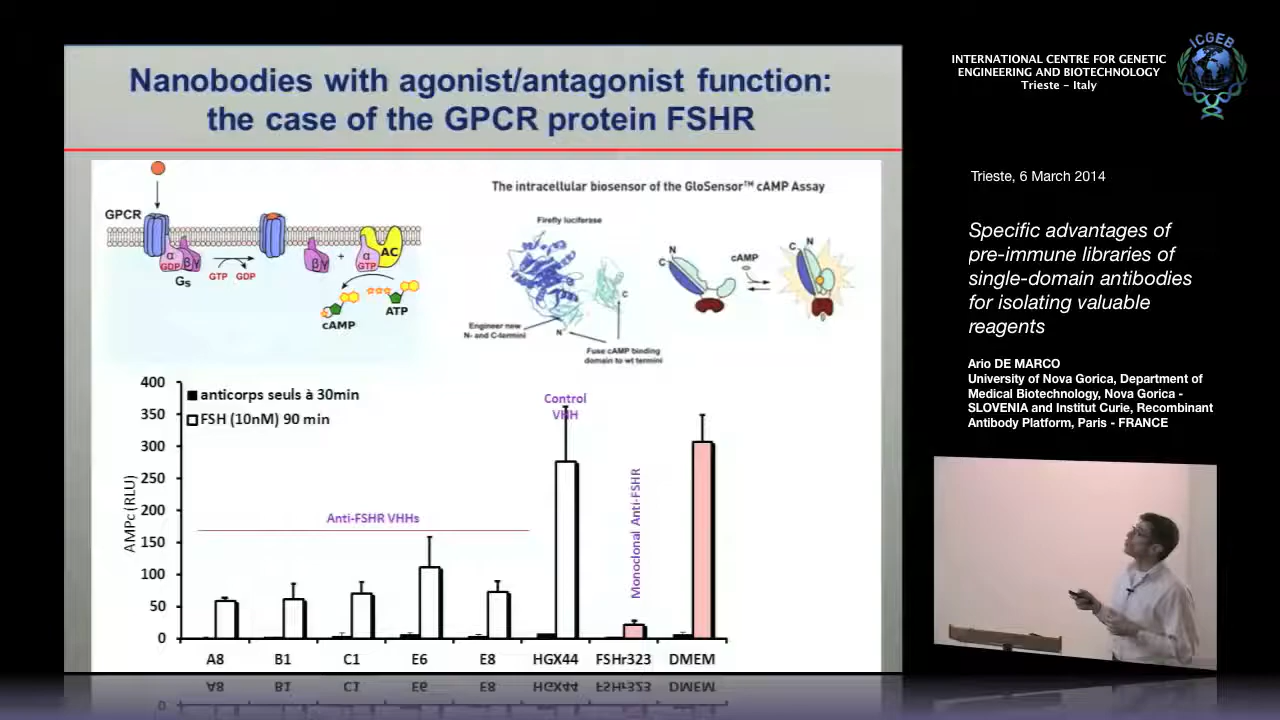 Nanobodies with agonist/antagonist function:
the case of the GPCR protein FSHR
GPCR
α
GDP
βγ
Gs
GTP
GDP
βγ
+
α
GTP
AC
cAMP
ATP
The intracellular biosensor of the GloSensor™ cAMP Assay
Firefly luciferase
C
N
Engineer new
N- and C-termini
Fuse cAMP binding
domain to wt termini
N
C
cAMP
C
N
400
350
300
250
200
150
100
50
0
AMPc (RLU)
anticorps seuls à 30min
FSH (10nM) 90 min
Anti-FSHR VHHs
Control
VHH
Monoclonal Anti-FSHR
A8
B1
C1
E6
E8
HGX44
FSHr323
DMEM
INTERNATIONAL CENTRE FOR GENETIC
ENGINEERING AND BIOTECHNOLOGY
Trieste - Italy
ICGEB
Trieste, 6 March 2014
Specific advantages of
pre-immune libraries of
single-domain antibodies
for isolating valuable
reagents
Ario DE MARCO
University of Nova Gorica, Department of
Medical Biotechnology, Nova Gorica -
SLOVENIA and Institut Curie, Recombinant
Antibody Platform, Paris - FRANCE